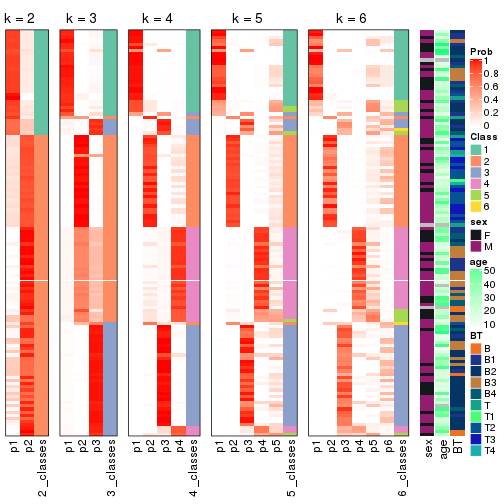 k = 2
k = 3
k = 4
k = 5
k = 6
p1
p2
2_classes
p1
p2
p3
3_classes
p1
p2
p3
p4
4_classes
p1
p2
p3
p4
p5
5_classes
p1
p2
p3
p4
p5
p6
6_classes
sex
age
BT
Prob
1
0.8
0.6
0.4
0.2
0
Class
1
2
3
4
5
6
sex
F
M
age
50
40
30
20
10
BT
B
B1
B2
B3
B4
T
T1
T2
T3
T4